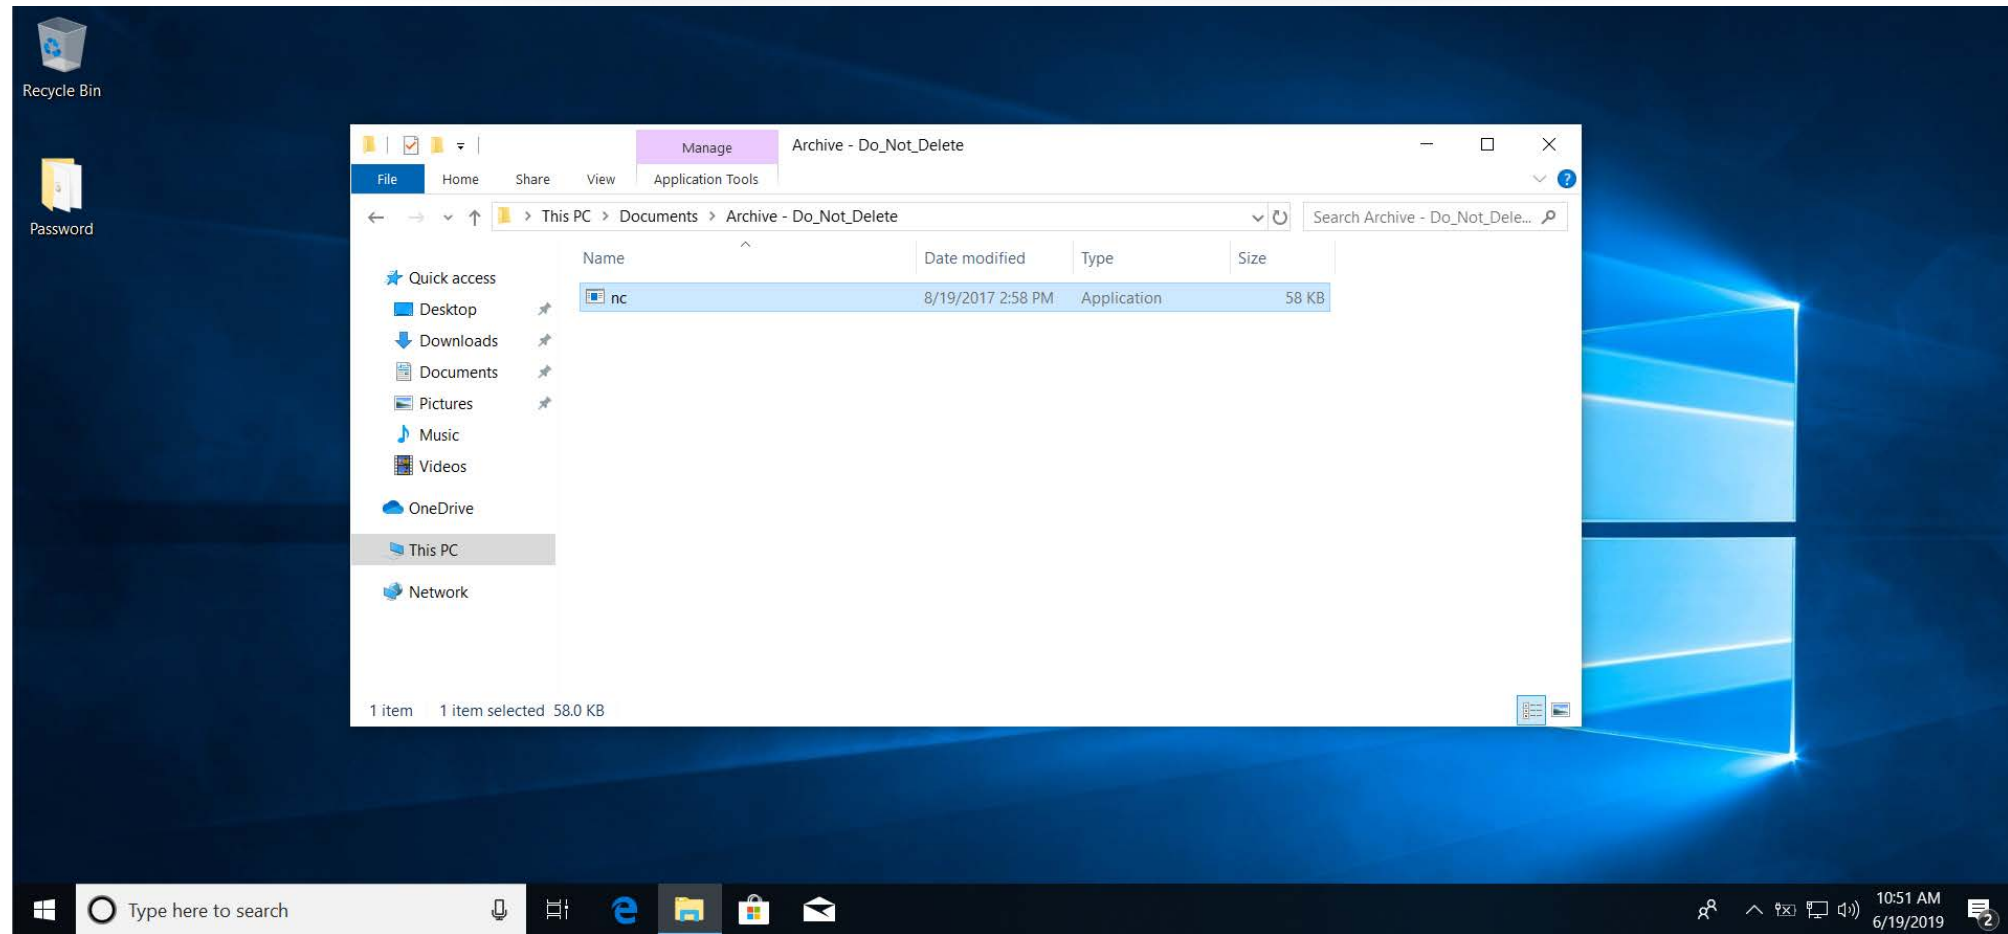 Recycle Bin
Password
Manage
Archive - Do_Not_Delete
File
Home
Share
View
Application Tools
This PC > Documents > Archive - Do_Not_Delete
Search Archive - Do_Not_Dele...
Name
Date modified
Type
Size
nc
8/19/2017 2:58 PM
Application
58 KB
Quick access
Desktop
Downloads
Documents
Pictures
Music
Videos
OneDrive
This PC
Network
1 item
1 item selected 58.0 KB
Type here to search
10:51 AM
6/19/2019
2